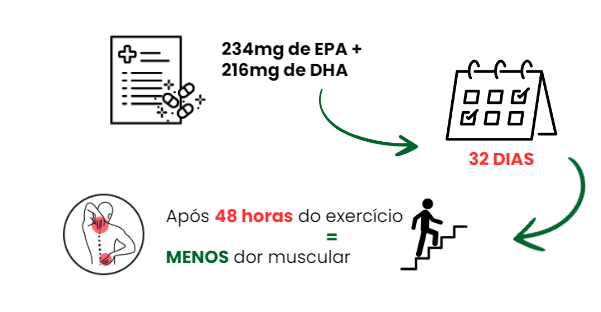 234mg de EPA +
216mg de DHA
32 DIAS
Após 48 horas do exercício
=
MENOS dor muscular